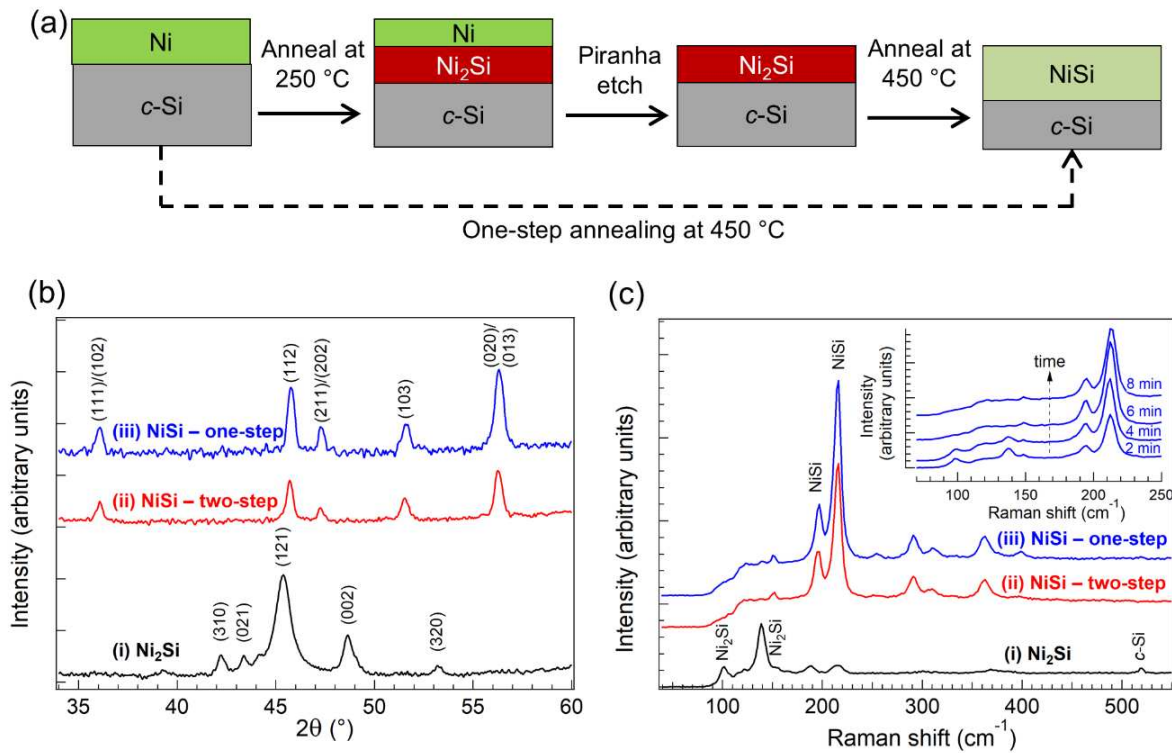 (a)
Ni
c-Si
Anneal at
250 °C
Ni
Ni₂Si
c-Si
Piranha
etch
Ni₂Si
c-Si
Anneal at
450 °C
NiSi
c-Si
One-step annealing at 450 °C
(b)
Intensity (arbitrary units)
(111)/(102)
(112)
(211)/(202)
(103)
(020)/
(013)
(iii) NiSi – one-step
(ii) NiSi – two-step
(310)
(021)
(121)
(002)
(320)
(i) Ni₂Si
35 40 45 50 55 60
2θ (°)
(c)
Intensity (arbitrary units)
NiSi
NiSi
(iii) NiSi – one-step
(ii) NiSi – two-step
Ni₂Si
Ni₂Si
(i) Ni₂Si
c-Si
100 200 300 400 500
Raman shift (cm⁻¹)
Intensity
(arbitrary units)
time
8 min
6 min
4 min
2 min
100 150 200 250
Raman shift (cm⁻¹)